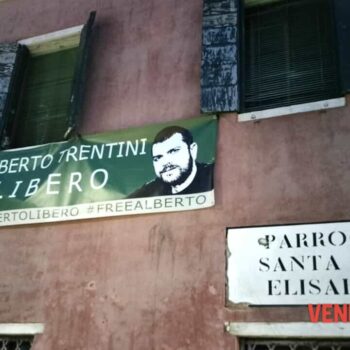 BERTO TRENTINI
LIBERO
ERTOLIBERO #FREEALBERTO
PARRO
SANTA
ELISA
VEN